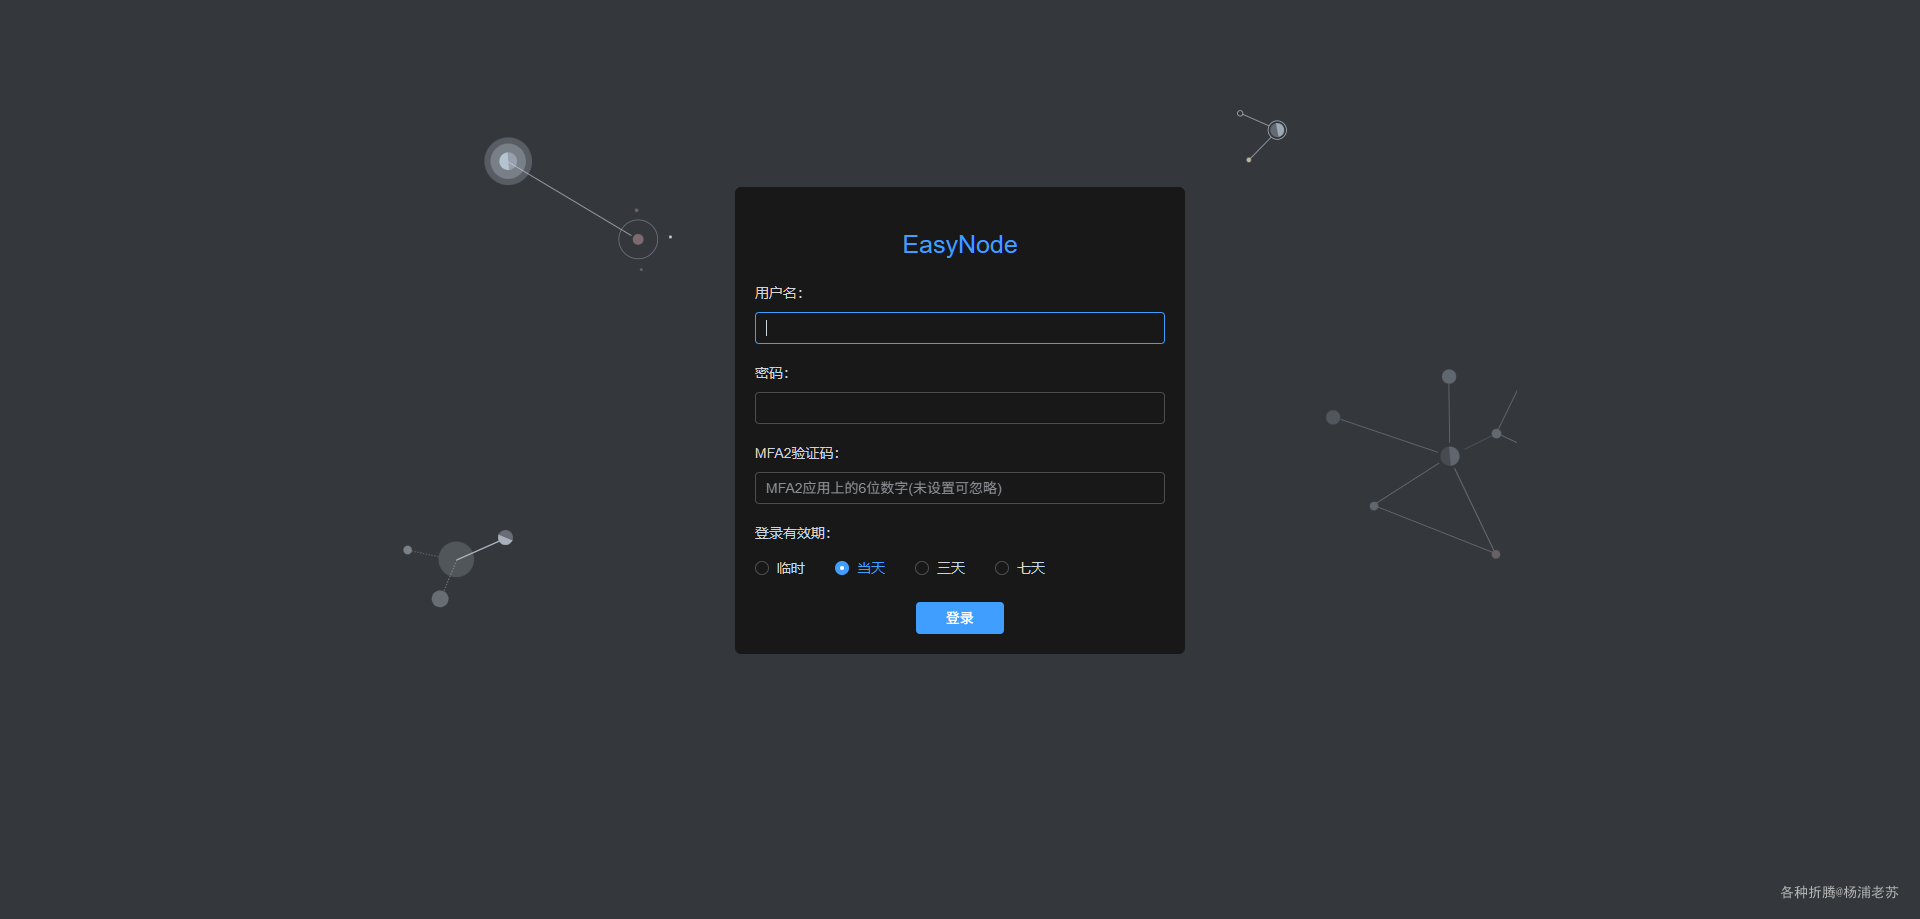 EasyNode
用户名：
密码：
MFA2验证码：
MFA2应用上的6位数字(未设置可忽略)
登录有效期：
临时 当天 三天 七天
登录
各种折腾@杨浦老苏